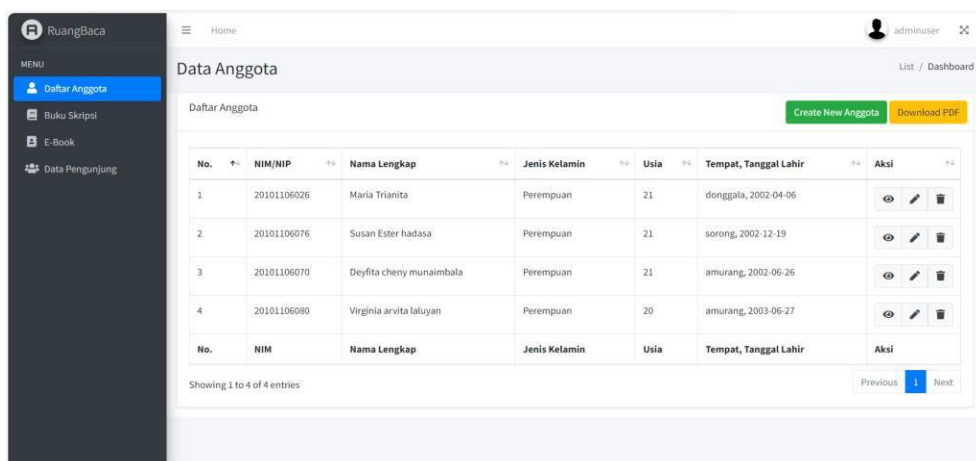 RuangBaca
Home
adminuser
MENU
Daftar Anggota
Buku Skripsi
E-Book
Data Pengunjung
Data Anggota
List / Dashboard
Daftar Anggota
Create New Anggota
Download PDF
No. NIM/NIP Nama Lengkap Jenis Kelamin Usia Tempat, Tanggal Lahir Aksi
1 20101106026 Maria Trianita Perempuan 21 donggala, 2002-04-06
2 20101106076 Susan Ester hadasa Perempuan 21 sorong, 2002-12-19
3 20101106070 Deyfita cheny munaimbala Perempuan 21 amurang, 2002-06-26
4 20101106080 Virginia arvita laluyan Perempuan 20 amurang, 2003-06-27
No. NIM Nama Lengkap Jenis Kelamin Usia Tempat, Tanggal Lahir Aksi
Showing 1 to 4 of 4 entries
Previous 1 Next